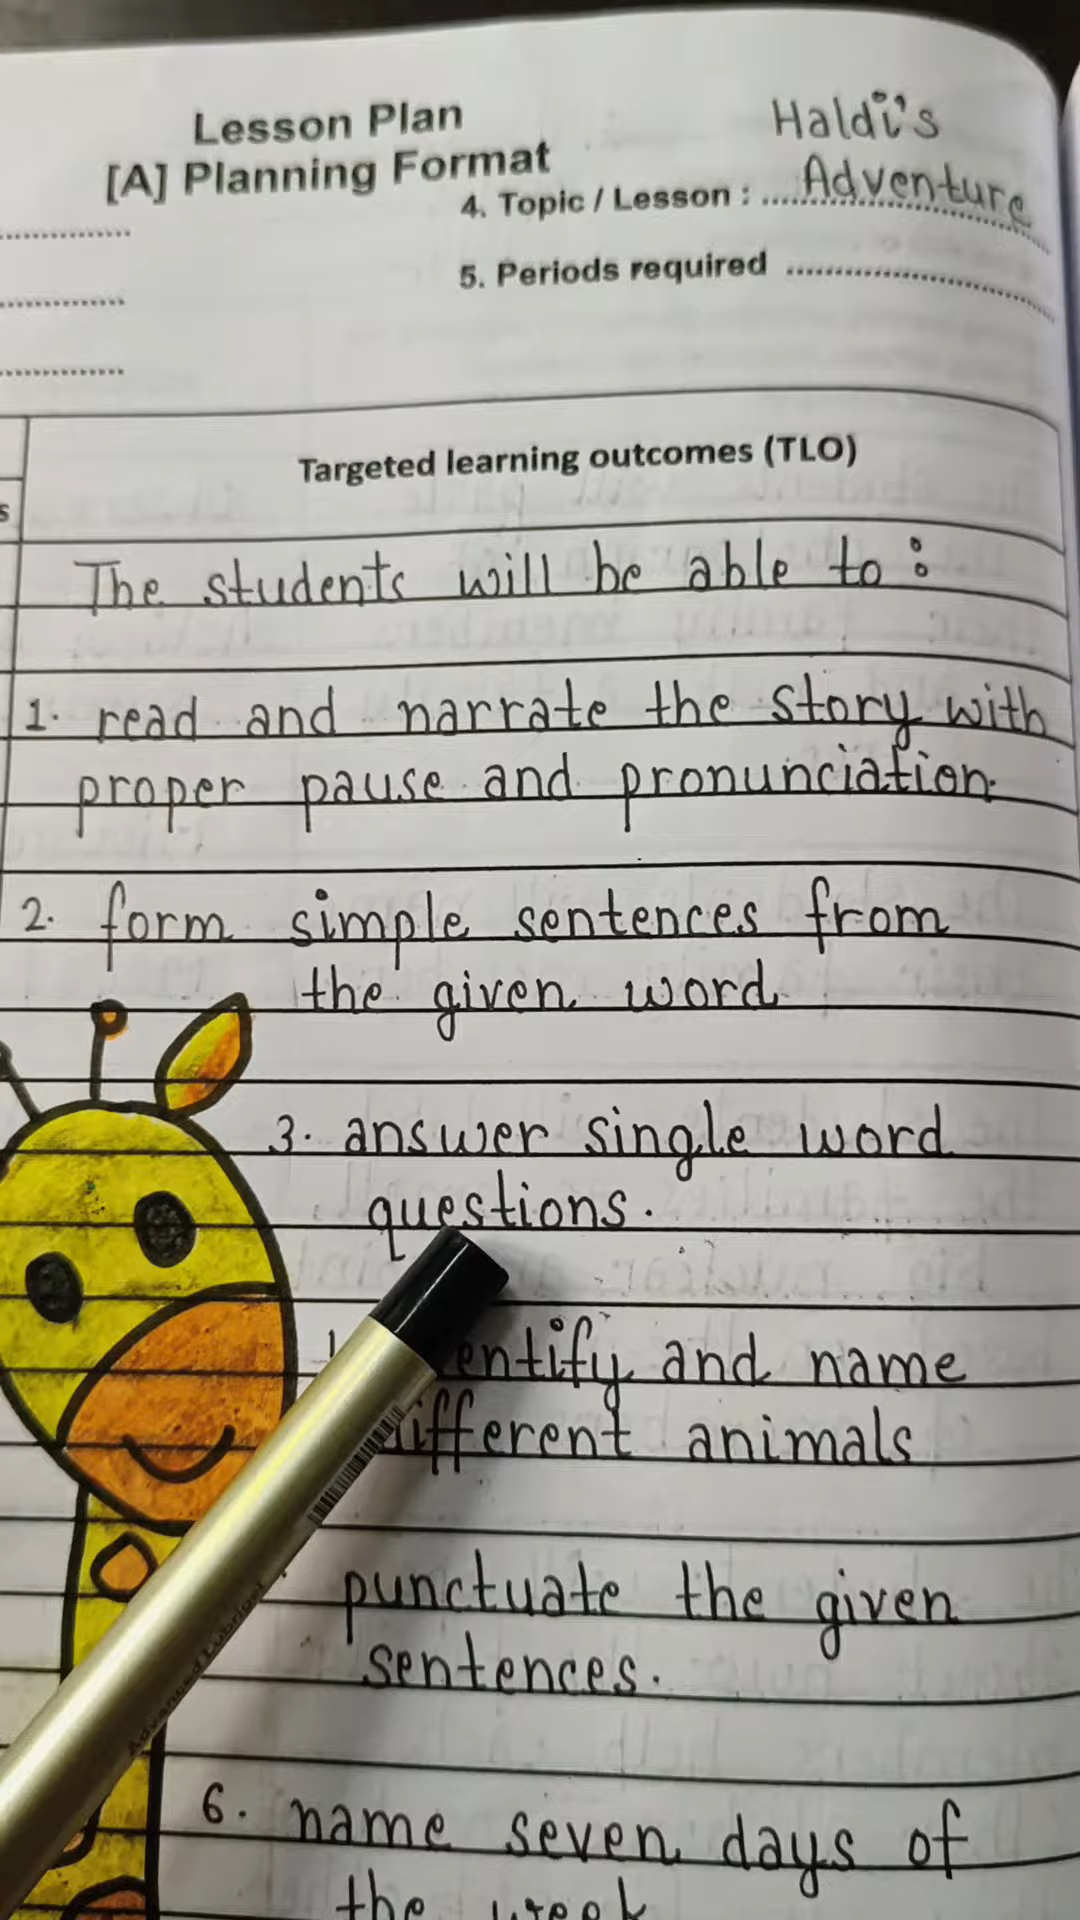 Lesson Plan
[A] Planning Format
Haldi's
4. Topic / Lesson : Adventure
5. Periods required
s
Targeted learning outcomes (TLO)
The students will be able to :
1. read and narrate the story with
proper pause and pronunciation.
2. form simple sentences from
the given word
3. answer single word
questions.
entify and name
ifferent animals
punctuate the given
sentences.
6. name seven days of
the week